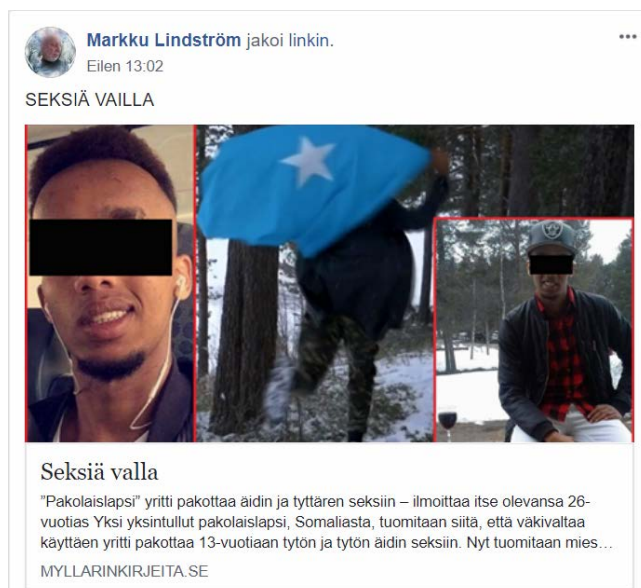 Markku Lindström jakoi linkin.
Eilen 13:02
SEKSIÄ VAILLA
Seksiä valla
"Pakolaislapsi" yritti pakottaa äidin ja tyttären seksiin – ilmoittaa itse olevansa 26-
vuotias Yksi yksintullut pakolaislapsi, Somaliasta, tuomitaan siitä, että väkivaltaa
käyttäen yritti pakottaa 13-vuotiaan tytön ja tytön äidin seksiin. Nyt tuomitaan mies…
MYLLARINKIRJEITA.SE